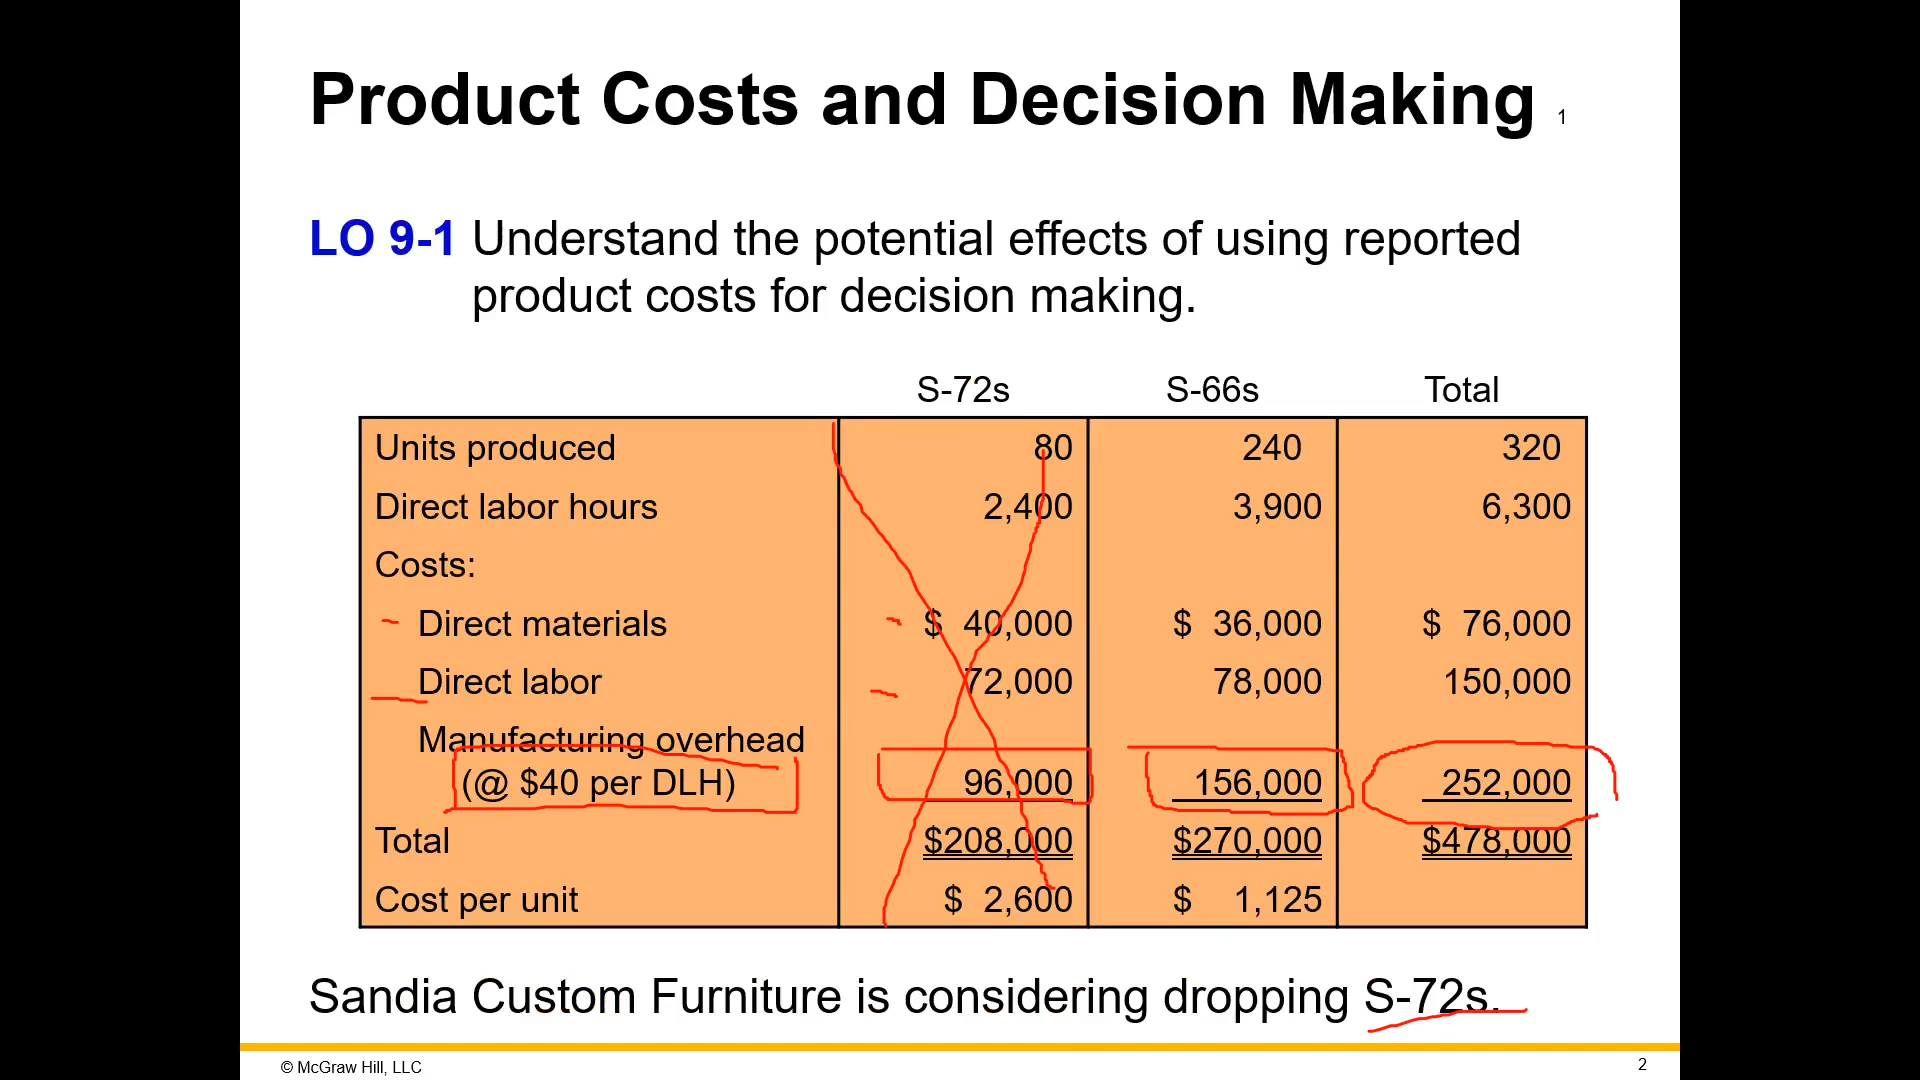 Product Costs and Decision Making 1
LO 9-1 Understand the potential effects of using reported
product costs for decision making.
S-72s S-66s Total
Units produced 80 240 320
Direct labor hours 2,400 3,900 6,300
Costs:
Direct materials $ 40,000 $ 36,000 $ 76,000
Direct labor 72,000 78,000 150,000
Manufacturing overhead
(@ $40 per DLH) 96,000 156,000 252,000
Total $208,000 $270,000 $478,000
Cost per unit $ 2,600 $ 1,125
Sandia Custom Furniture is considering dropping S-72s.
© McGraw Hill, LLC 2